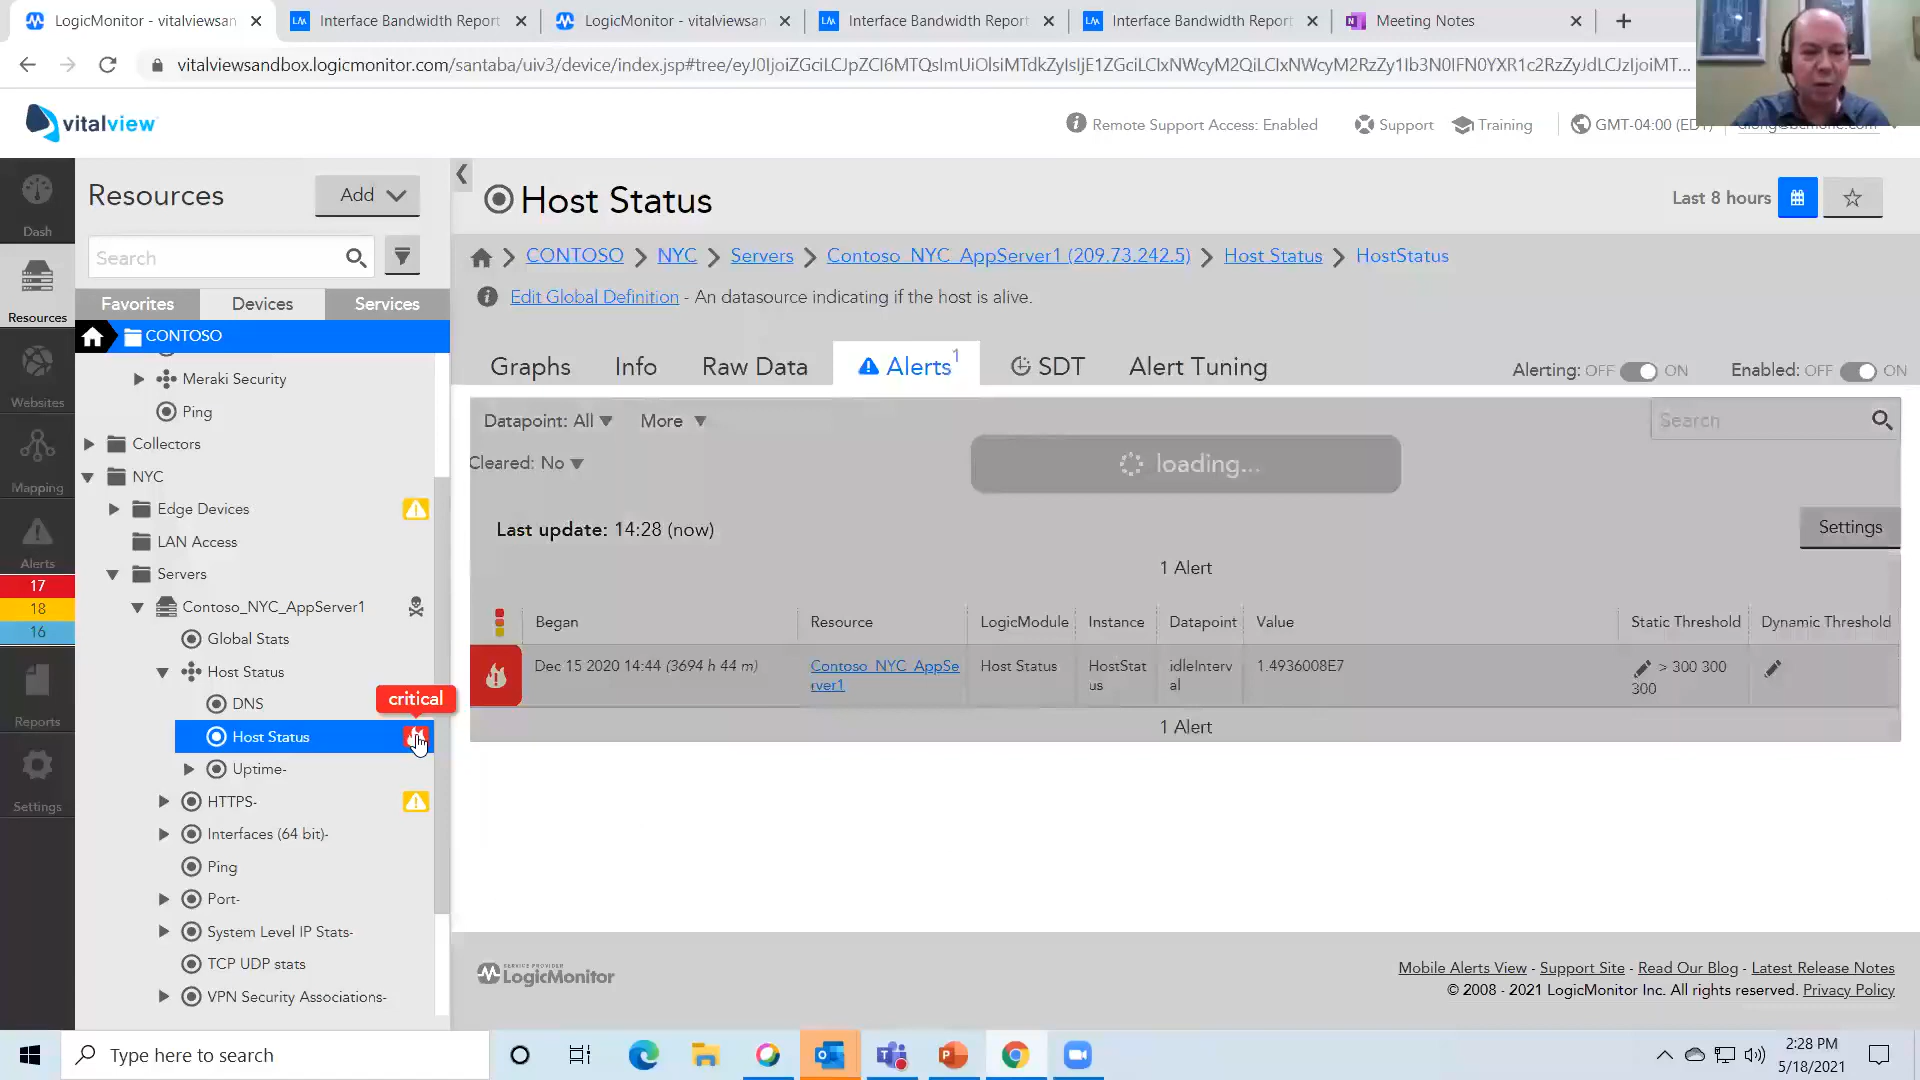 LogicMonitor - vitalviewsan
Interface Bandwidth Report
LogicMonitor - vitalviewsan
Interface Bandwidth Report
Interface Bandwidth Report
Meeting Notes
vitalviewsandbox.logicmonitor.com/santaba/uiv3/device/index.jsp#tree/eyJ0IjoiZGciLCJpZCI6MTQsImUiOlsiMTdkZyIsIjE1ZGciLCIxNWcyM2QiLCIxNWcyM2RzZy1Ib3N0IFN0YXR1c2RzZyJdLCJzIjoiMT...
vitalview
Remote Support Access: Enabled
Support
Training
GMT-04:00
Dash
Resources
Websites
Mapping
Alerts
17
18
16
Reports
Settings
Resources
Add
Search
Favorites
Devices
Services
CONTOSO
Meraki Security
Ping
Collectors
NYC
Edge Devices
LAN Access
Servers
Contoso_NYC_AppServer1
Global Stats
Host Status
DNS
critical
Host Status
Uptime-
HTTPS-
Interfaces (64 bit)-
Ping
Port-
System Level IP Stats-
TCP UDP stats
VPN Security Associations-
Host Status
Last 8 hours
CONTOSO
NYC
Servers
Contoso_NYC_AppServer1 (209.73.242.5)
Host Status
HostStatus
Edit Global Definition - An datasource indicating if the host is alive.
Graphs
Info
Raw Data
Alerts 1
SDT
Alert Tuning
Alerting: OFF ON
Enabled: OFF ON
Datapoint: All
More
Search
Cleared: No
loading...
Last update: 14:28 (now)
Settings
1 Alert
Began
Resource
LogicModule
Instance
Datapoint
Value
Static Threshold
Dynamic Threshold
Dec 15 2020 14:44 (3694 h 44 m)
Contoso_NYC_AppSe
rver1
Host Status
HostStat
us
idleInterv
al
1.4936008E7
> 300 300
300
1 Alert
SERVICE PROVIDER
LogicMonitor
Mobile Alerts View - Support Site - Read Our Blog - Latest Release Notes
© 2008 - 2021 LogicMonitor Inc. All rights reserved. Privacy Policy
Type here to search
2:28 PM
5/18/2021